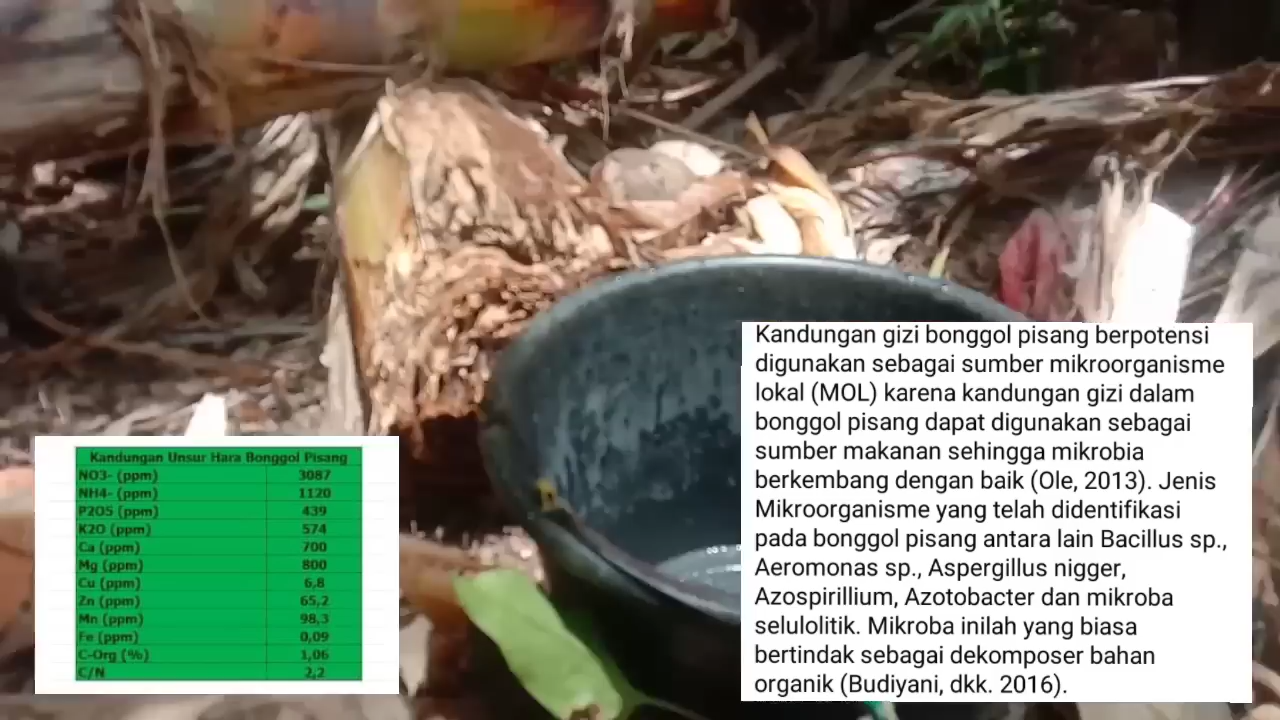 Kandungan Unsur Hara Bonggol Pisang
NO3- (ppm) 3087
NH4- (ppm) 1120
P2O5 (ppm) 439
K2O (ppm) 574
Ca (ppm) 700
Mg (ppm) 800
Cu (ppm) 6,8
Zn (ppm) 65,2
Mn (ppm) 98,3
Fe (ppm) 0,09
C-Org (%) 1,06
C/N 2,2
Kandungan gizi bonggol pisang berpotensi
digunakan sebagai sumber mikroorganisme
lokal (MOL) karena kandungan gizi dalam
bonggol pisang dapat digunakan sebagai
sumber makanan sehingga mikrobia
berkembang dengan baik (Ole, 2013). Jenis
Mikroorganisme yang telah didentifikasi
pada bonggol pisang antara lain Bacillus sp.,
Aeromonas sp., Aspergillus nigger,
Azospirillium, Azotobacter dan mikroba
selulolitik. Mikroba inilah yang biasa
bertindak sebagai dekomposer bahan
organik (Budiyani, dkk. 2016).